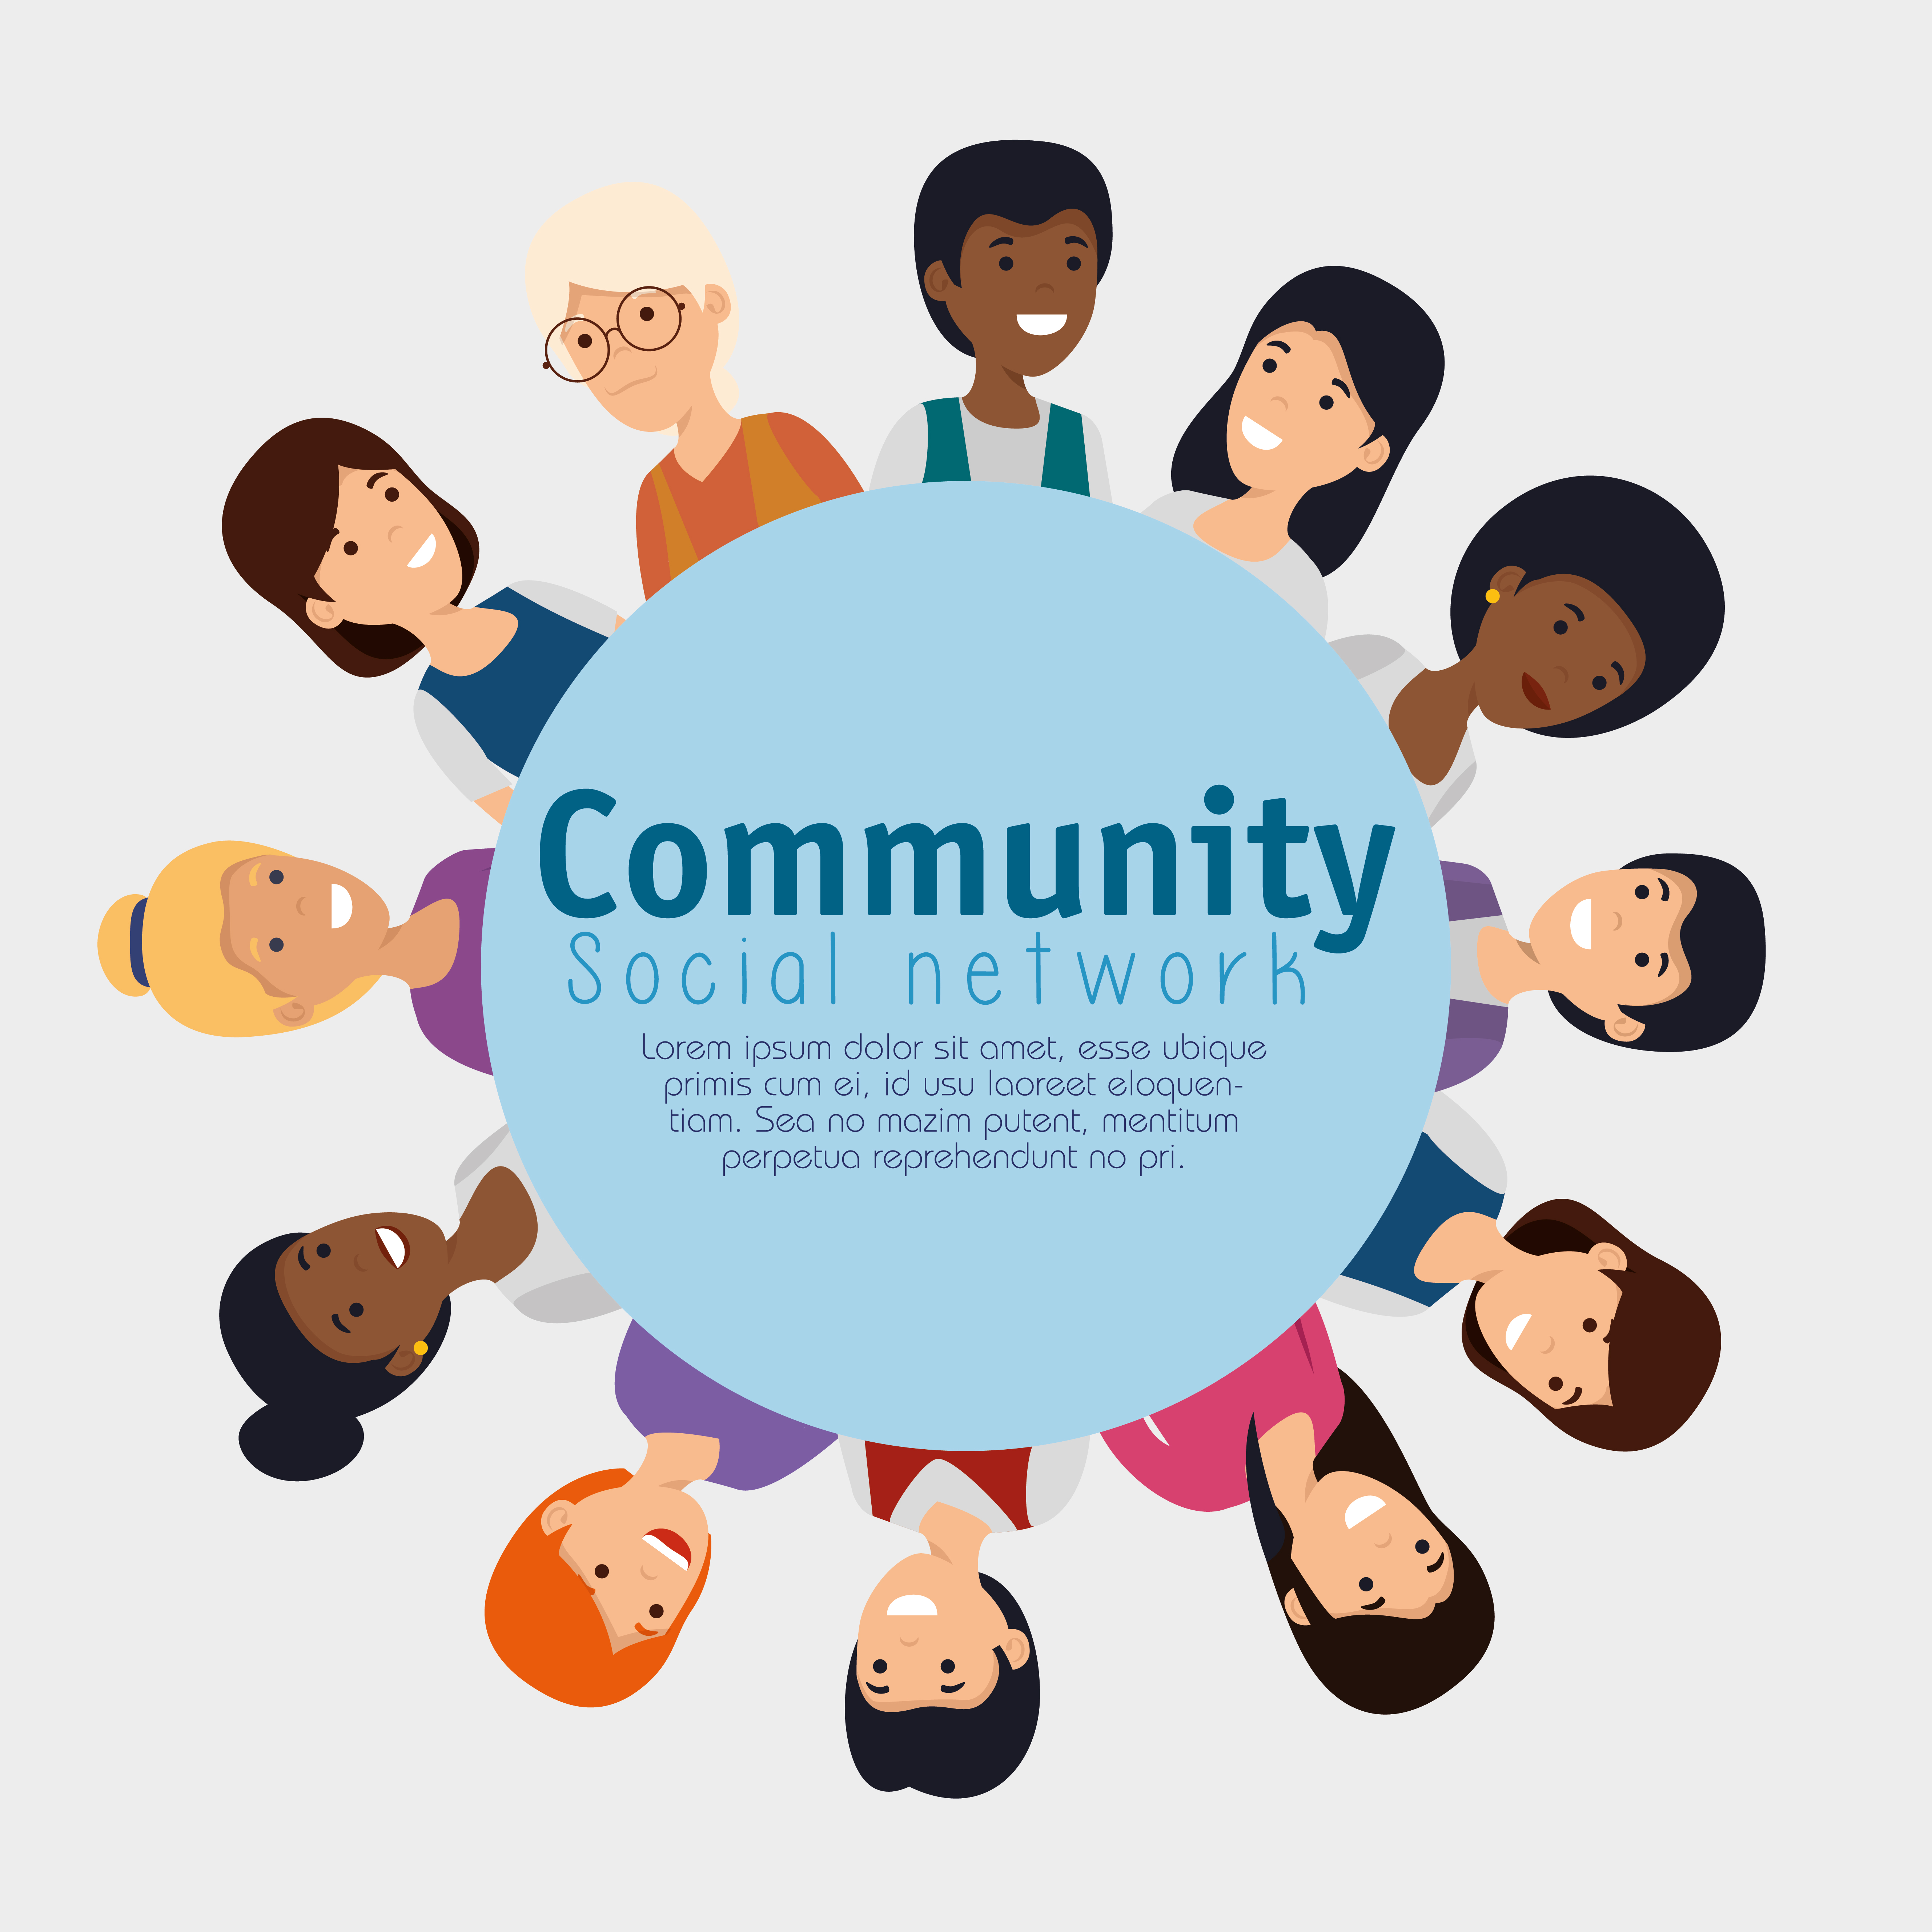 Community
Social network
Lorem ipsum dolor sit amet, esse ubique
primis cum ei, id usu laoreet eloquen-
tiam. Sea no mazim putent, mentitum
perpetua reprehendunt no pri.